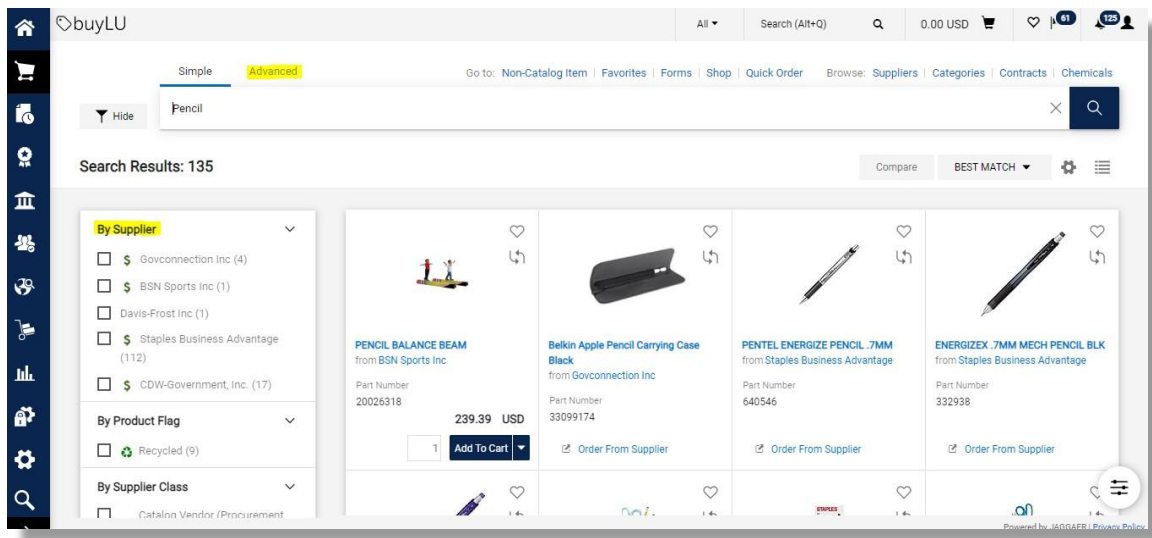 buyLU
All
Search (Alt+Q)
0.00 USD
61
125
Simple
Advanced
Go to: Non-Catalog Item | Favorites | Forms | Shop | Quick Order
Browse: Suppliers | Categories | Contracts | Chemicals
Hide
Pencil
Search Results: 135
Compare
BEST MATCH
By Supplier
$ Govconnection Inc (4)
$ BSN Sports Inc (1)
Davis-Frost Inc (1)
$ Staples Business Advantage
(112)
$ CDW-Government, Inc. (17)
By Product Flag
Recycled (9)
By Supplier Class
Catalog Vendor (Procurement
PENCIL BALANCE BEAM
from BSN Sports Inc
Part Number
20026318
239.39 USD
1
Add To Cart
Belkin Apple Pencil Carrying Case
Black
from Govconnection Inc
Part Number
33099174
Order From Supplier
PENTEL ENERGIZE PENCIL .7MM
from Staples Business Advantage
Part Number
640546
Order From Supplier
ENERGIZEX .7MM MECH PENCIL BLK
from Staples Business Advantage
Part Number
332938
Order From Supplier
STAPLES
Powered by JAGGAER | Privacy Policy